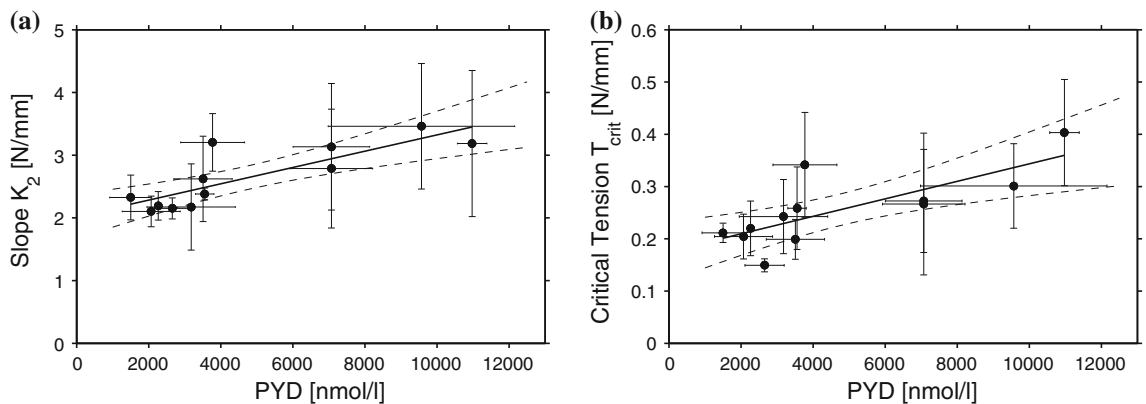 (a)
5
4
3
2
1
0
Slope K2 [N/mm]
2000 4000 6000 8000 10000 12000
PYD [nmol/l]
(b)
0.6
0.5
0.4
0.3
0.2
0.1
0
Critical Tension Tcrit [N/mm]
2000 4000 6000 8000 10000 12000
PYD [nmol/l]